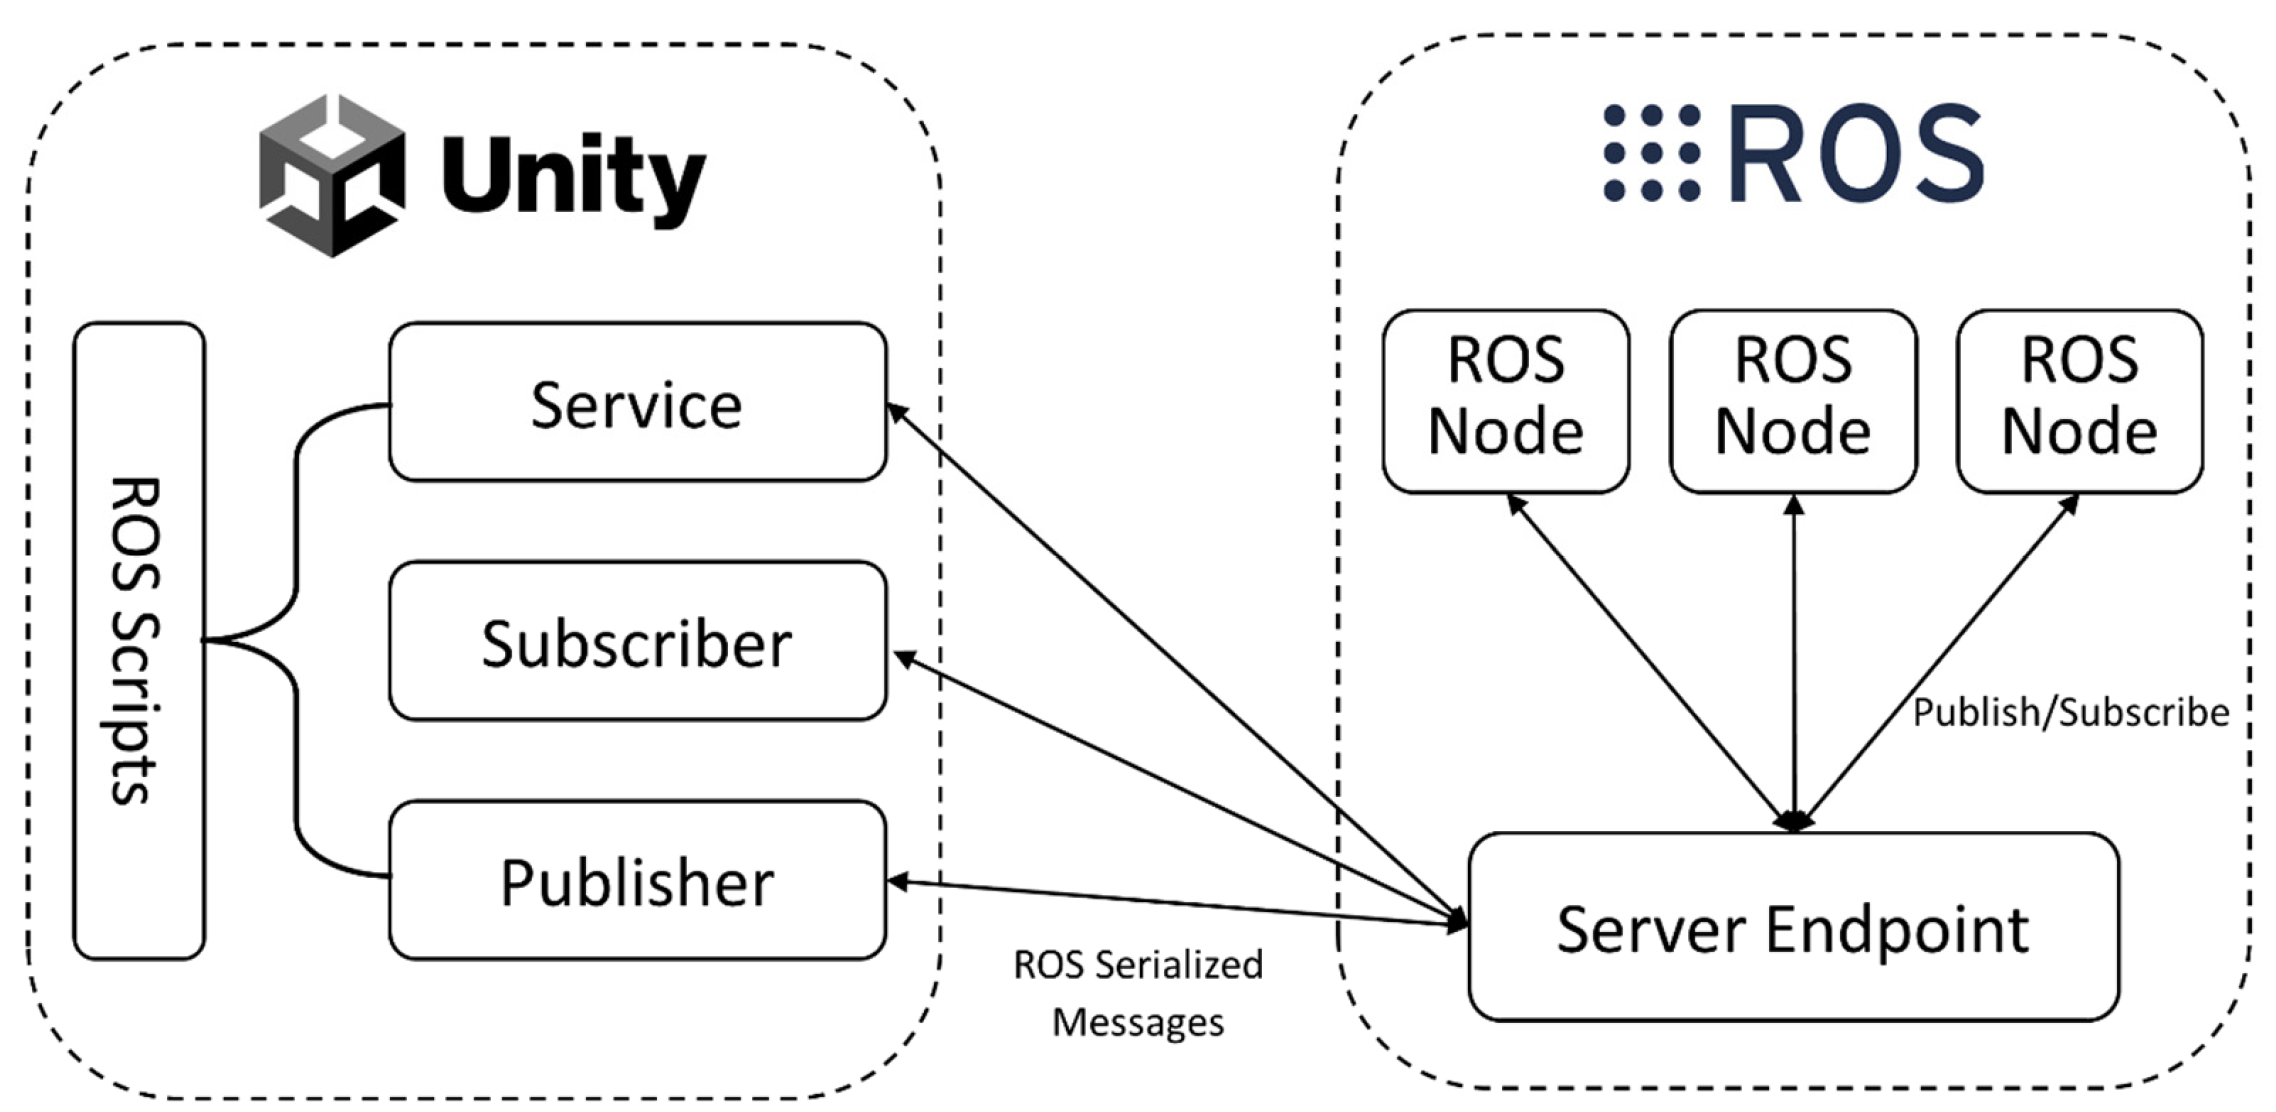 Unity
ROS Scripts
Service
Subscriber
Publisher
ROS Serialized
Messages
ROS
ROS
Node
ROS
Node
ROS
Node
Publish/Subscribe
Server Endpoint